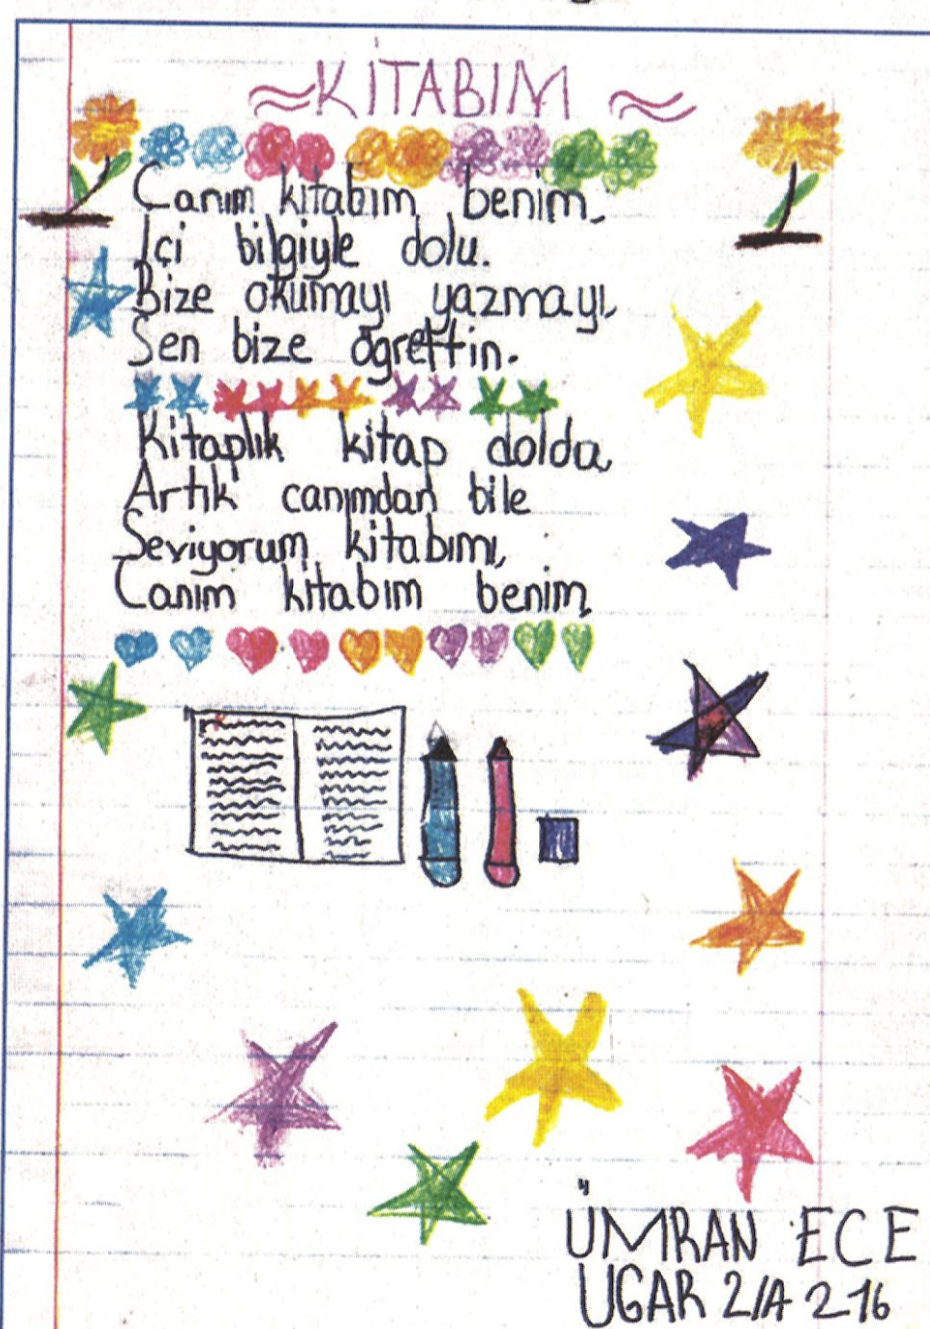 KİTABIM
Canım kitabım benim,
İçi bilgiyle dolu.
Bize okumayı yazmayı,
Sen bize öğrettin.
Kitaplık kitap dolda,
Artık canımdan bile
Seviyorum kitabımı,
Canım kitabım benim,
ÜMRAN ECE
UGAR 2/A 216